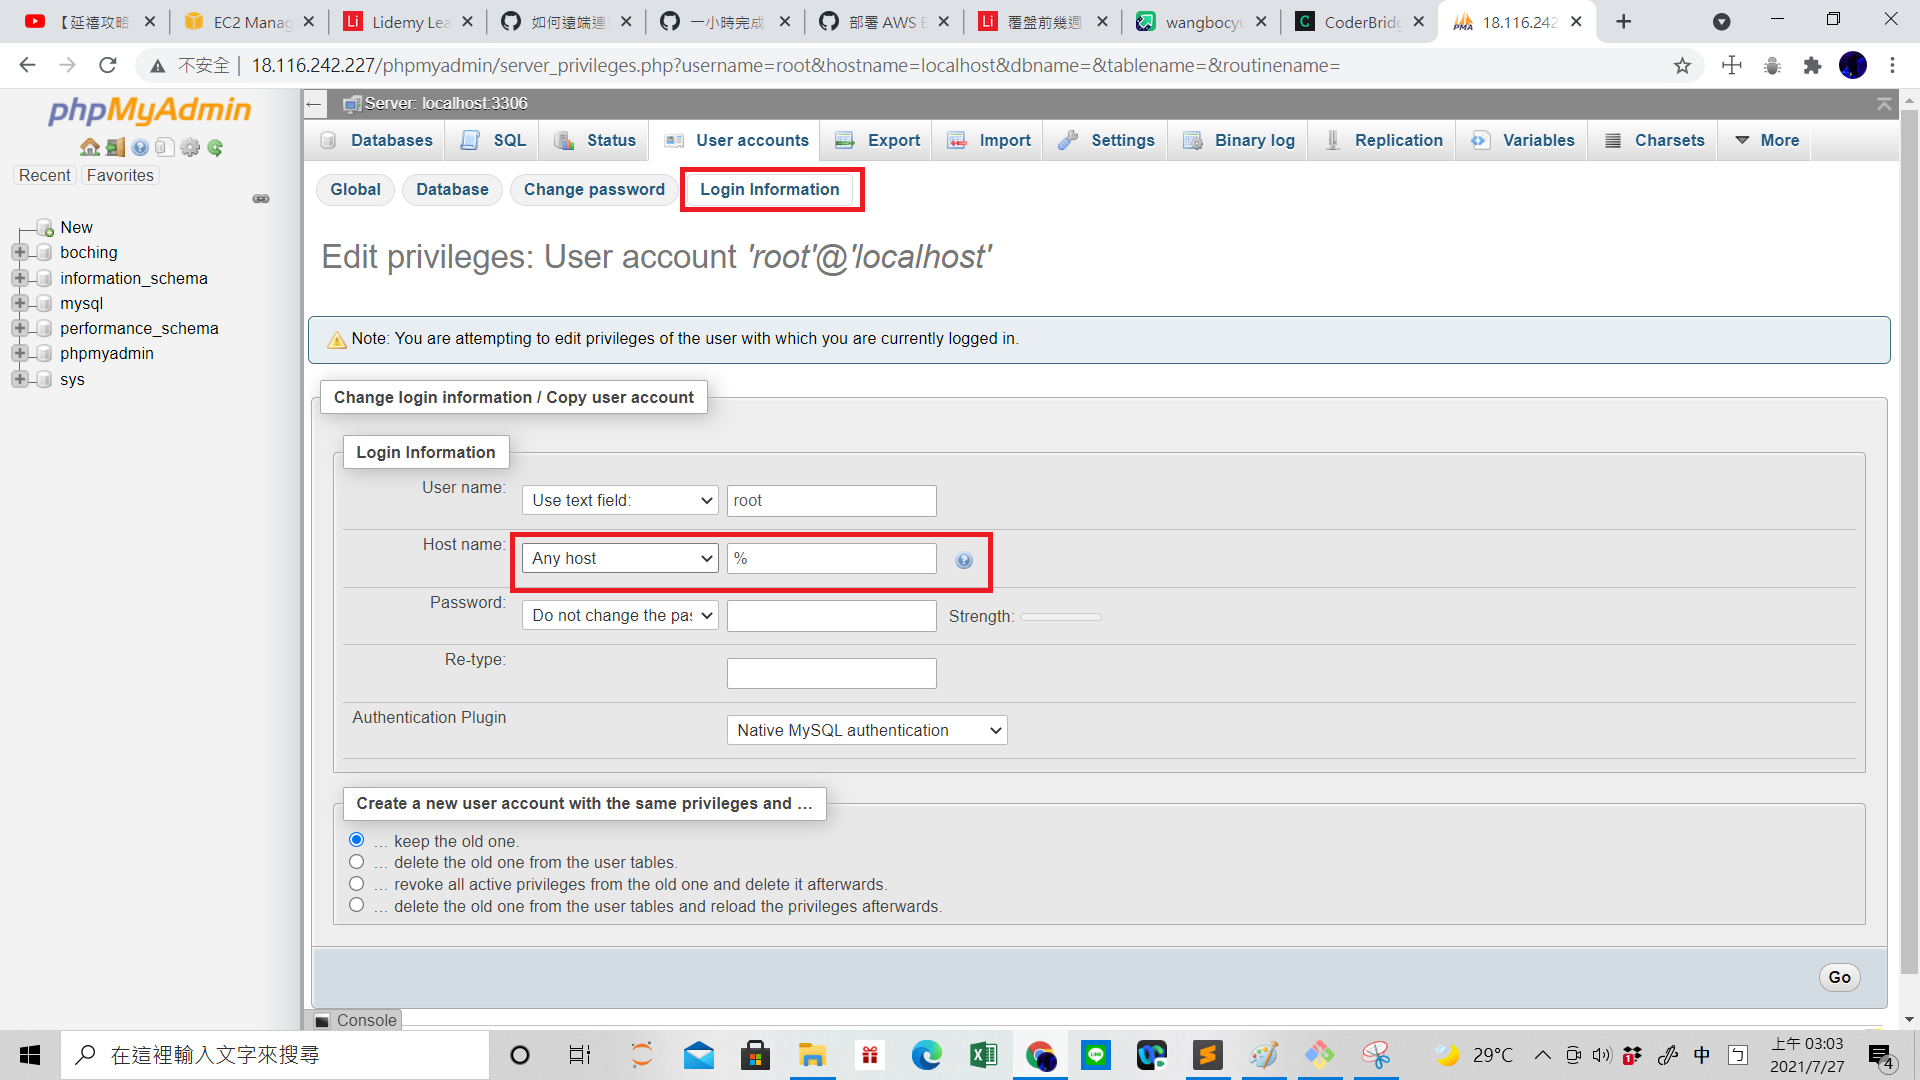 【延禧攻略
EC2 Manag
Lidemy Lea
如何遠端連
一小時完成
部署 AWS E
覆盤前幾週
wangbocyu
CoderBridg
18.116.242
不安全
18.116.242.227/phpmyadmin/server_privileges.php?username=root&hostname=localhost&dbname=&tablename=&routinename=
phpMyAdmin
Recent Favorites
New
boching
information_schema
mysql
performance_schema
phpmyadmin
sys
Server: localhost:3306
Databases SQL Status User accounts Export Import Settings Binary log Replication Variables Charsets More
Global Database Change password Login Information
Edit privileges: User account 'root'@'localhost'
Note: You are attempting to edit privileges of the user with which you are currently logged in.
Change login information / Copy user account
Login Information
User name: Use text field: root
Host name: Any host %
Password: Do not change the pas Strength:
Re-type:
Authentication Plugin Native MySQL authentication
Create a new user account with the same privileges and ...
... keep the old one.
... delete the old one from the user tables.
... revoke all active privileges from the old one and delete it afterwards.
... delete the old one from the user tables and reload the privileges afterwards.
Go
Console
在這裡輸入文字來搜尋
29°C
中
上午 03:03
2021/7/27
4